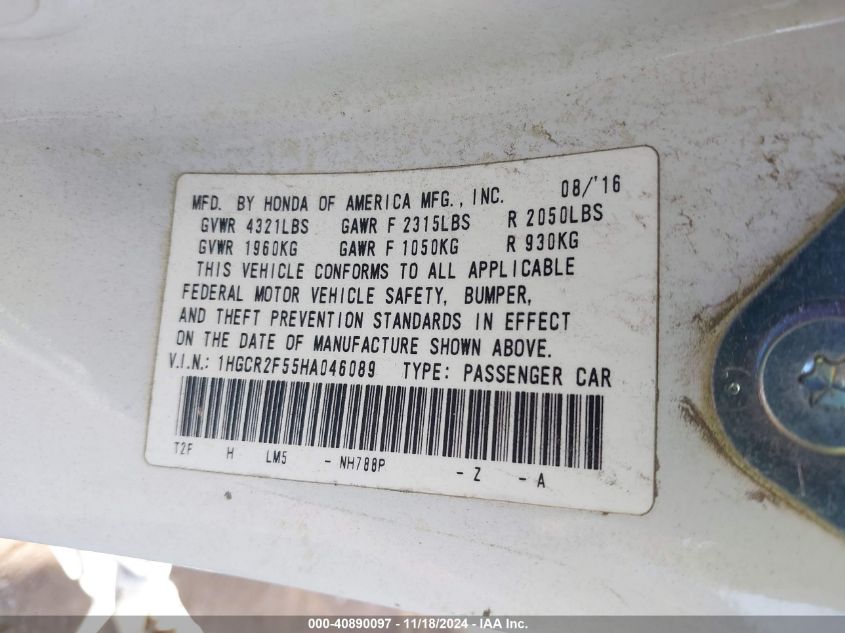 MFD. BY HONDA OF AMERICA MFG., INC. 08/'16
GVWR 4321LBS GAWR F 2315LBS R 2050LBS
GVWR 1960KG GAWR F 1050KG R 930KG
THIS VEHICLE CONFORMS TO ALL APPLICABLE
FEDERAL MOTOR VEHICLE SAFETY, BUMPER,
AND THEFT PREVENTION STANDARDS IN EFFECT
ON THE DATE OF MANUFACTURE SHOWN ABOVE.
V.I.N.: 1HGCR2F55HA046089 TYPE: PASSENGER CAR
T2F H LM5 - NH788P - Z - A
000-40890097 - 11/18/2024 - IAA Inc.